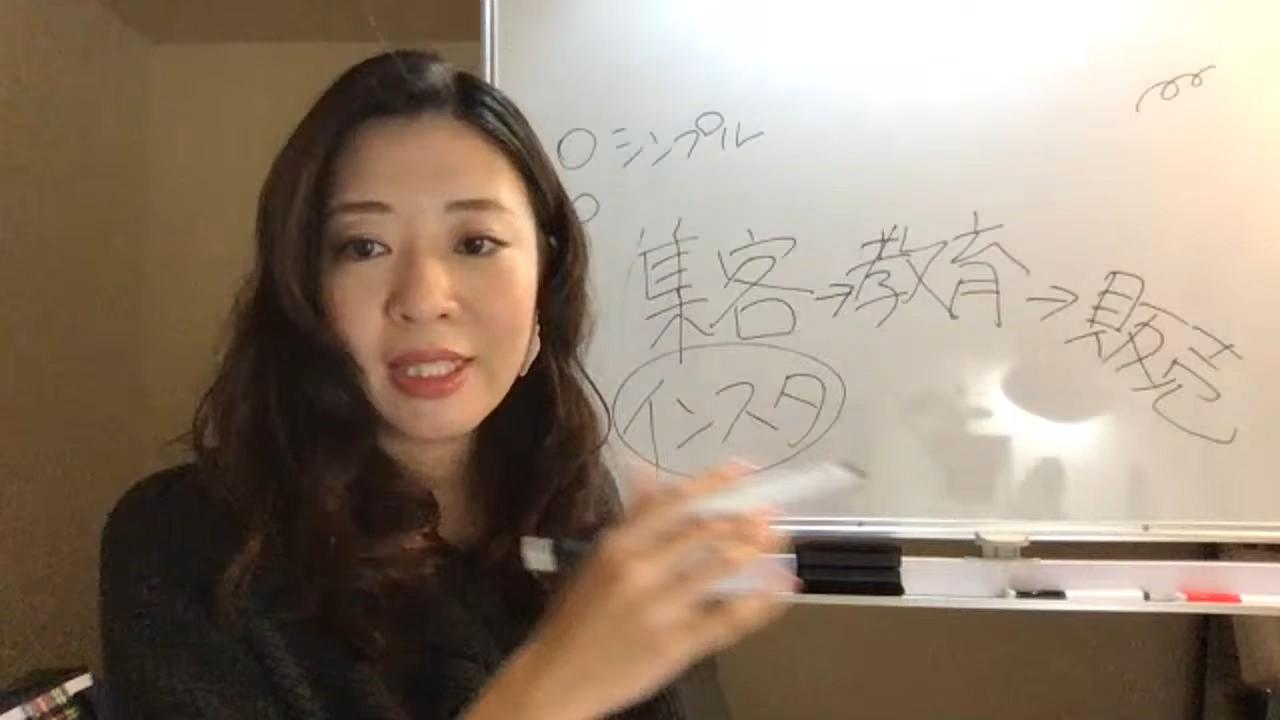 ○ シンプル
○
集客→教育→販売
インスタ